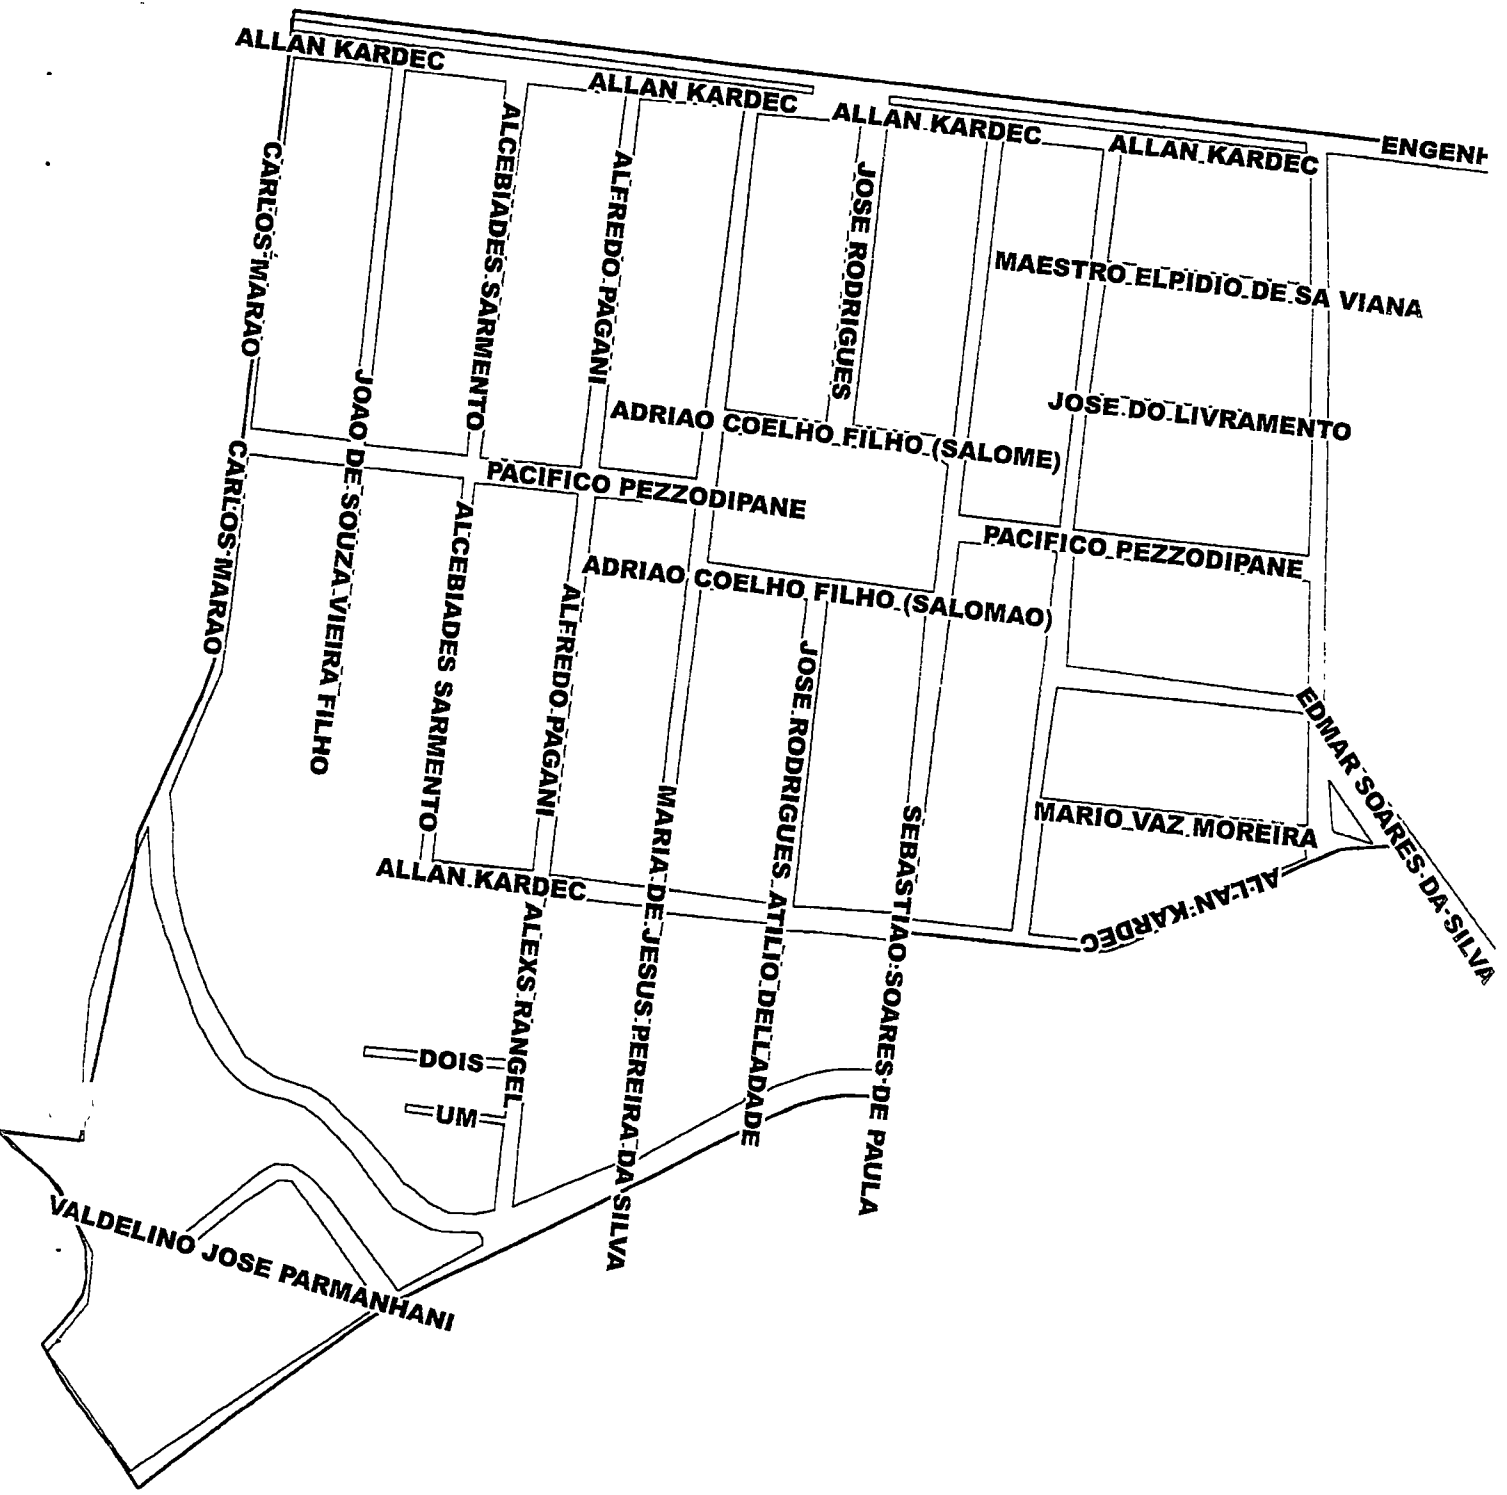 ALLAN KARDEC
ALLAN KARDEC
ALLAN KARDEC
ALLAN KARDEC
ENGENH
CARLOS MARAO
ALCEBIADES SARMENTO
ALFREDO PAGANI
JOSE RODRIGUES
MAESTRO ELPIDIO DE SA VIANA
JOAO DE SOUZA VIEIRA FILHO
ADRIAO COELHO FILHO (SALOME)
JOSE DO LIVRAMENTO
CARLOS MARAO
PACIFICO PEZZODIPANE
PACIFICO PEZZODIPANE
ALCEBIADES SARMENTO
ADRIAO COELHO FILHO (SALOMAO)
ALFREDO PAGANI
JOSE RODRIGUES
EDMAR SOARES DA SILVA
MARIA DE JESUS PEREIRA DA SILVA
SEBASTIAO SOARES DE PAULA
MARIO VAZ MOREIRA
ALLAN KARDEC
ALLAN KARDEC
ATILIO DELLADADE
ALEXS RANGEL
DOIS
UM
VALDELINO JOSE PARMANHANI